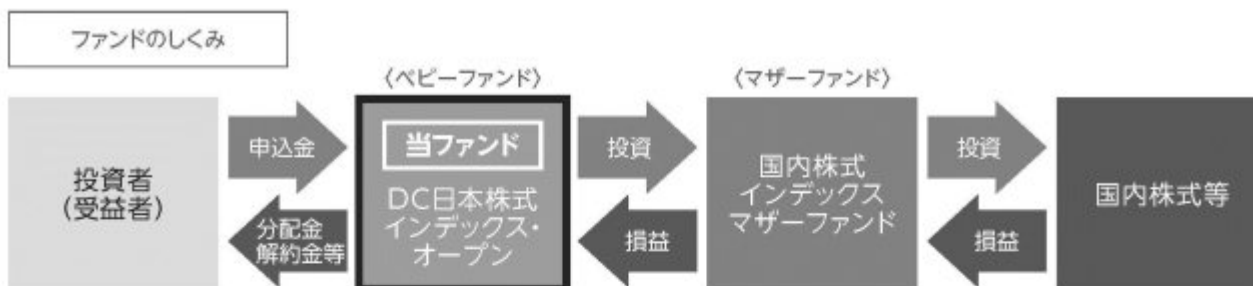 ファンドのしくみ
〈ベビーファンド〉
〈マザーファンド〉
投資者
(受益者)
申込金
分配金
解約金等
当ファンド
DC日本株式
インデックス・
オープン
投資
損益
国内株式
インデックス
マザーファンド
投資
損益
国内株式等